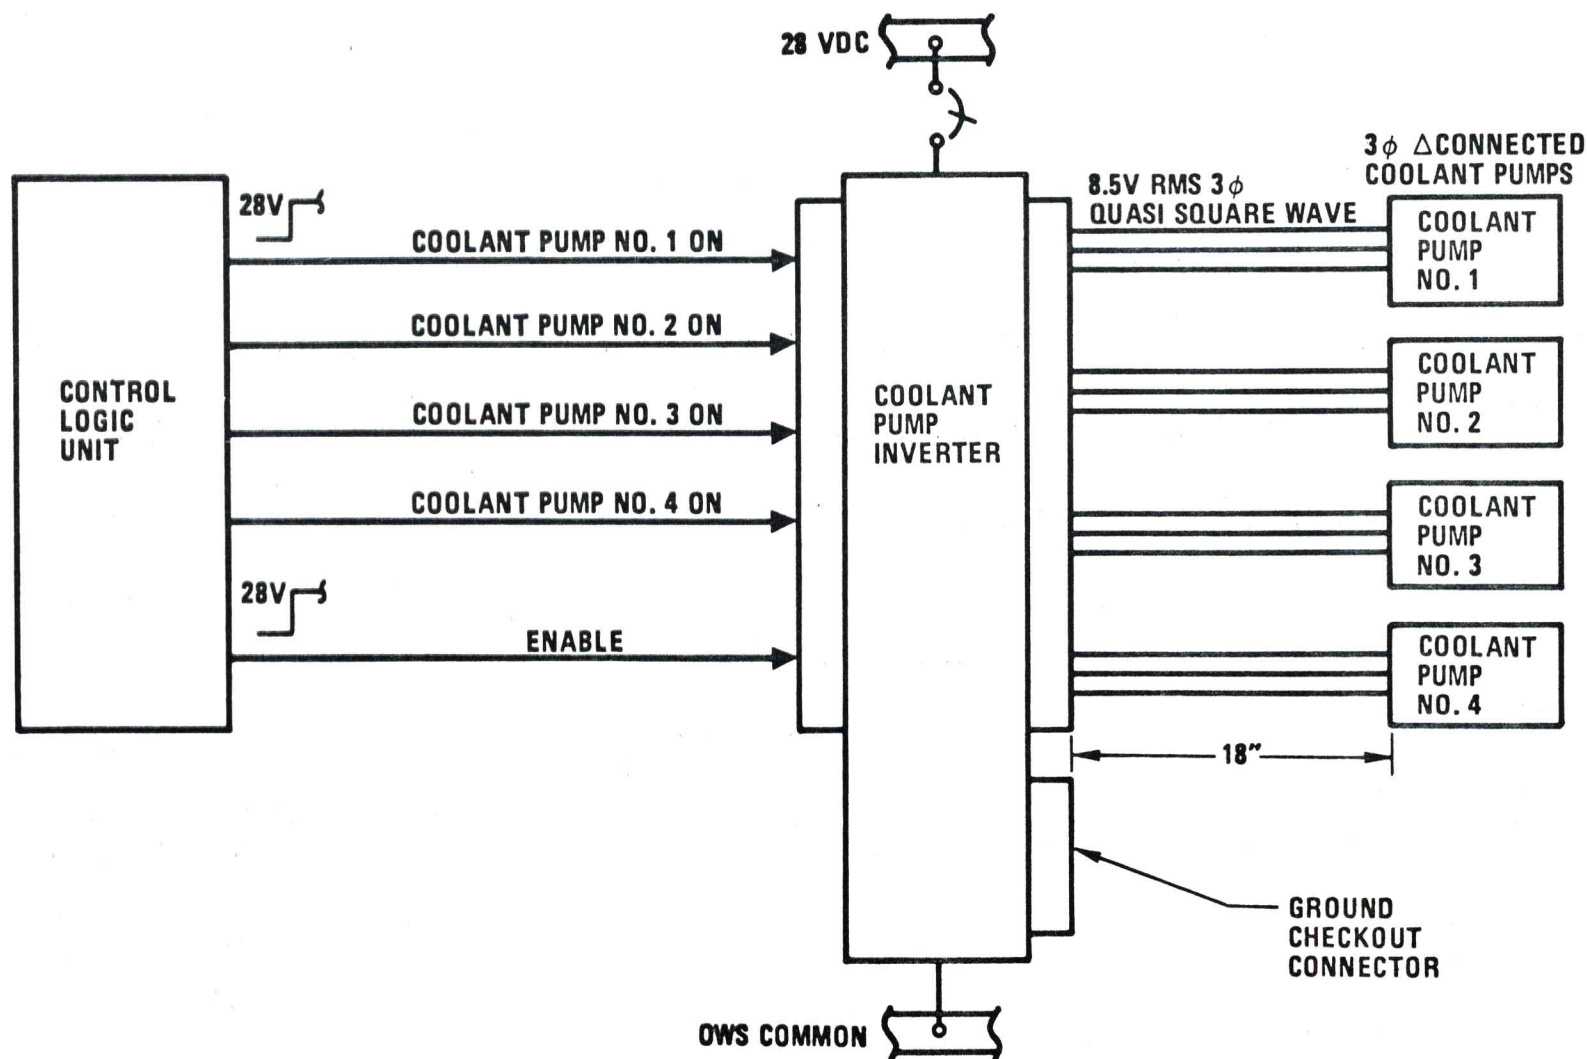 28 VDC
3φ ΔCONNECTED
COOLANT PUMPS
8.5V RMS 3φ
QUASI SQUARE WAVE
28V
COOLANT PUMP NO. 1 ON
COOLANT PUMP NO. 2 ON
COOLANT PUMP NO. 3 ON
COOLANT PUMP NO. 4 ON
28V
ENABLE
CONTROL
LOGIC
UNIT
COOLANT
PUMP
INVERTER
COOLANT
PUMP
NO. 1
COOLANT
PUMP
NO. 2
COOLANT
PUMP
NO. 3
COOLANT
PUMP
NO. 4
18"
GROUND
CHECKOUT
CONNECTOR
OWS COMMON